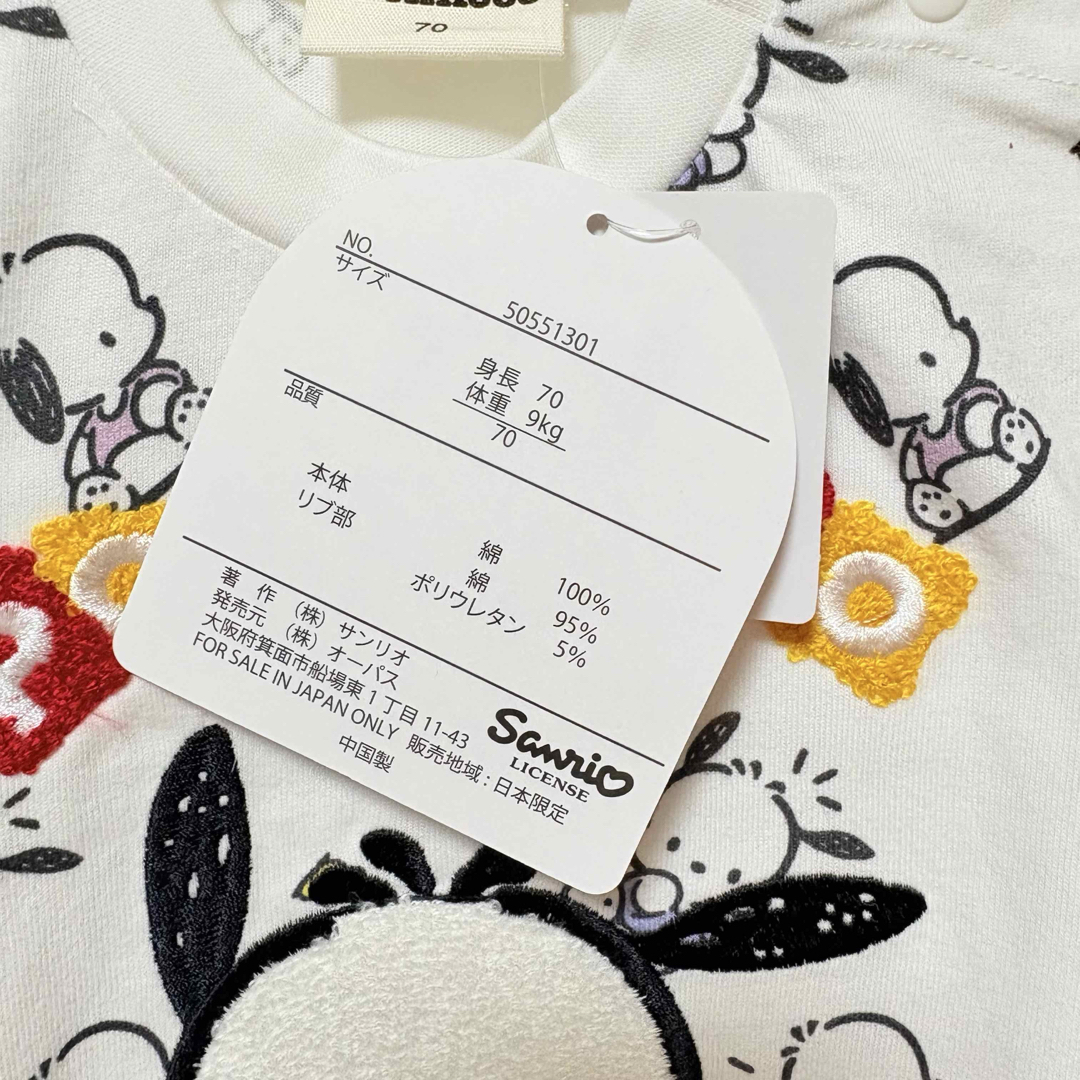 70
NO.
50551301
サイズ
身長 70
体重 9kg
70
品質
本体 綿 100%
リブ部 綿 95%
ポリウレタン 5%
著 作 (株) サンリオ
発売元 (株) オーパス
大阪府箕面市船場東1丁目11-43
FOR SALE IN JAPAN ONLY 販売地域:日本限定
中国製
Sanrio
LICENSE